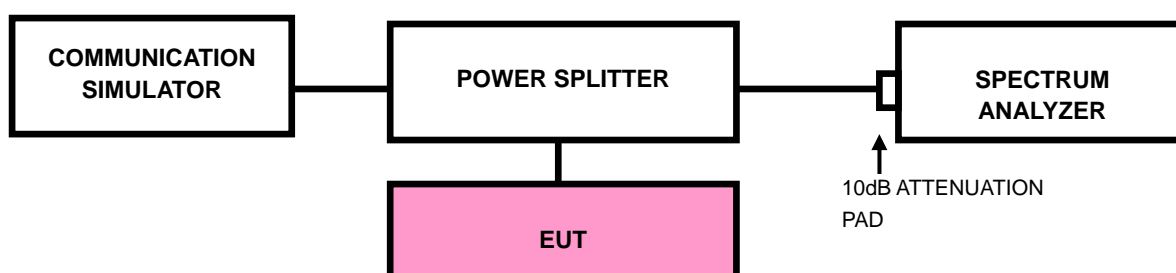 COMMUNICATION
SIMULATOR
POWER SPLITTER
SPECTRUM
ANALYZER
10dB ATTENUATION
PAD
EUT